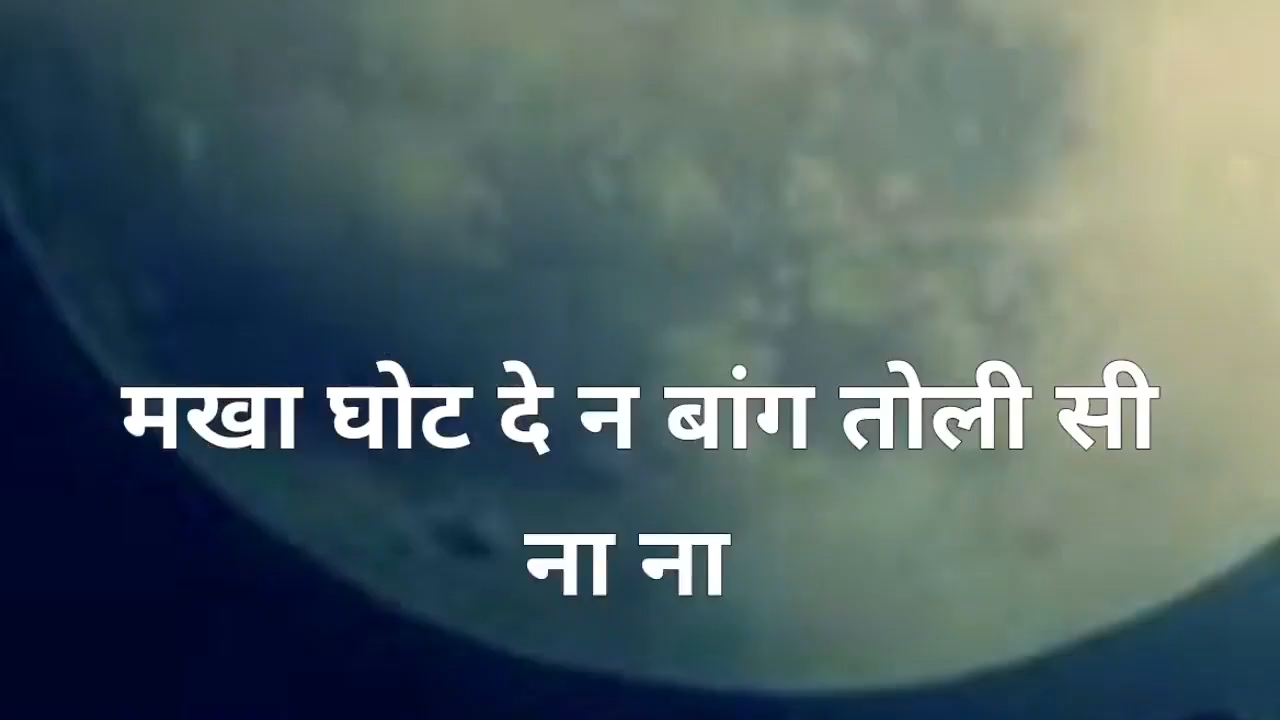 मखा घोट दे न बांग तोली सी
ना ना